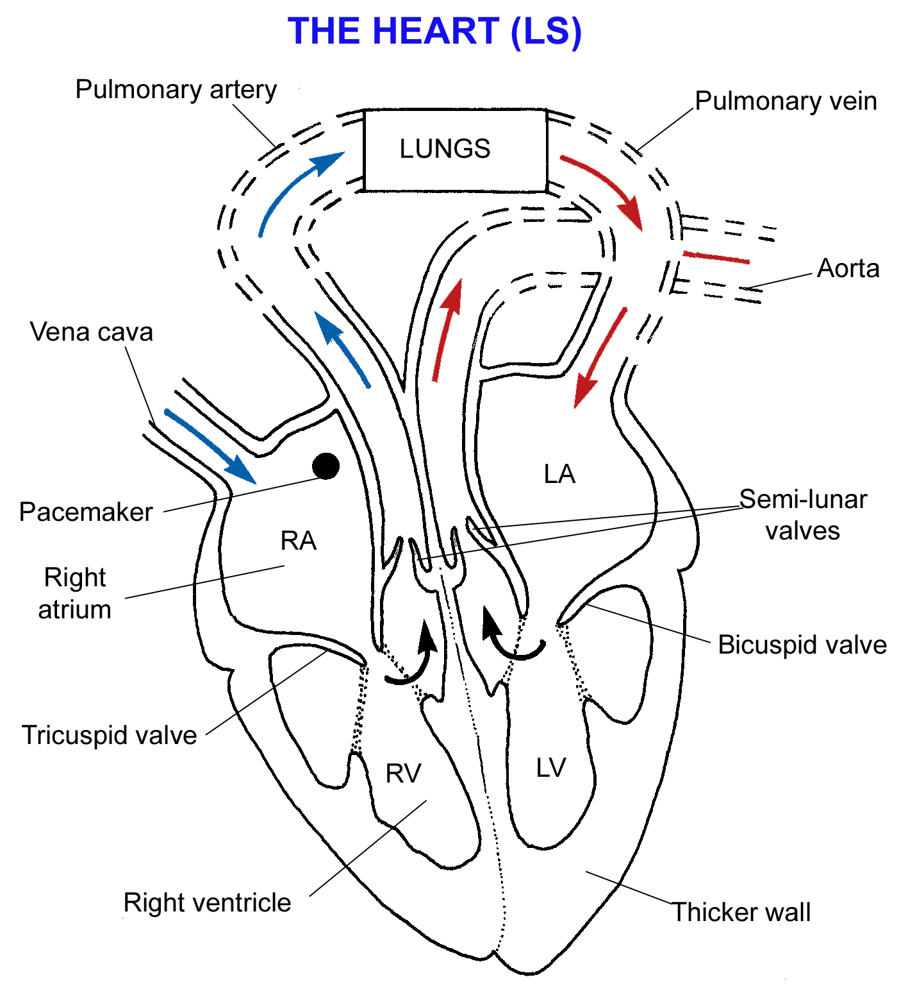 THE HEART (LS)
Pulmonary artery
Pulmonary vein
LUNGS
Aorta
Vena cava
LA
Pacemaker
Semi-lunar
valves
RA
Right
atrium
Bicuspid valve
Tricuspid valve
RV
LV
Right ventricle
Thicker wall